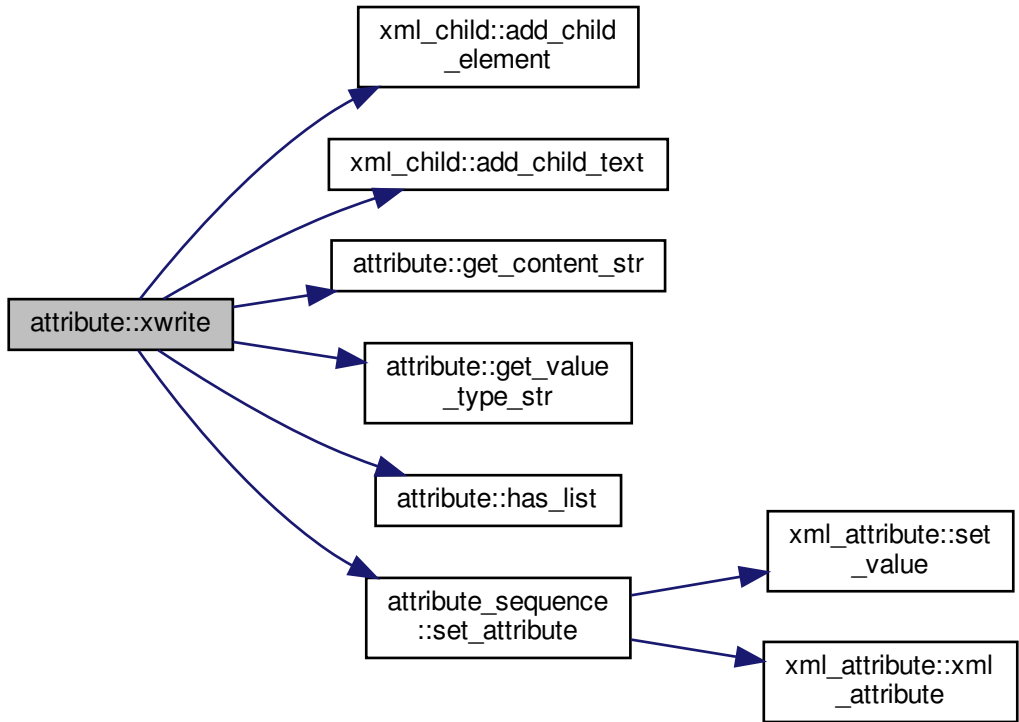 xml_child::add_child
_element
xml_child::add_child_text
attribute::get_content_str
attribute::xwrite
attribute::get_value
_type_str
attribute::has_list
xml_attribute::set
_value
attribute_sequence
::set_attribute
xml_attribute::xml
_attribute